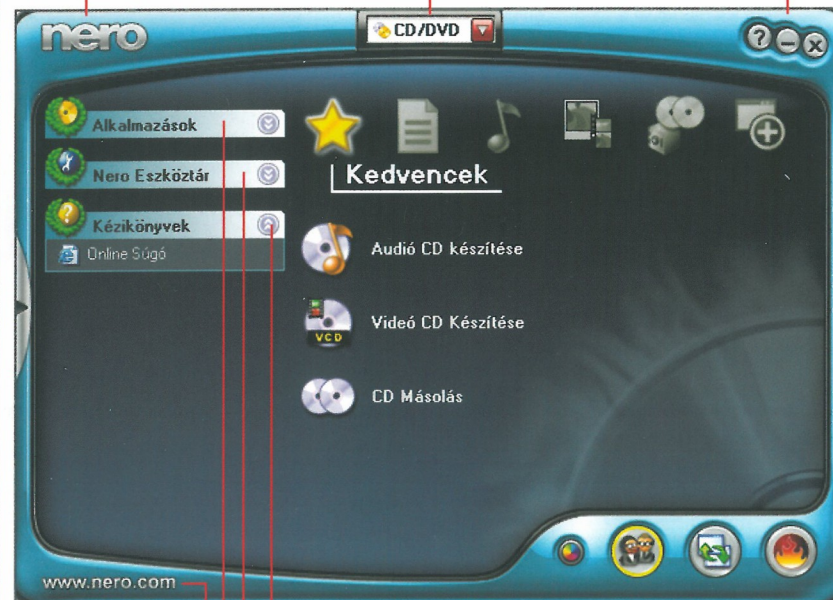 nero
CD/DVD
?
Alkalmazások
Nero Eszköztár
Kézikönyvek
Online Súgó
Kedvencek
Audió CD készítése
Videó CD Készítése
VCD
CD Másolás
www.nero.com